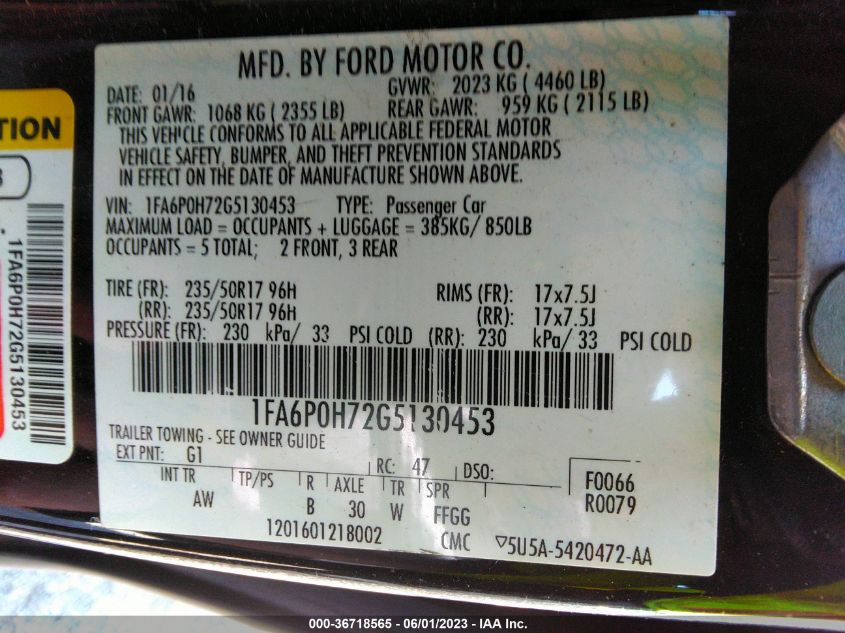 MFD. BY FORD MOTOR CO.
DATE: 01/16 GVWR: 2023 KG ( 4460 LB)
FRONT GAWR: 1068 KG ( 2355 LB) REAR GAWR: 959 KG ( 2115 LB)
THIS VEHICLE CONFORMS TO ALL APPLICABLE FEDERAL MOTOR
VEHICLE SAFETY, BUMPER, AND THEFT PREVENTION STANDARDS
IN EFFECT ON THE DATE OF MANUFACTURE SHOWN ABOVE.
VIN: 1FA6P0H72G5130453 TYPE: Passenger Car
MAXIMUM LOAD = OCCUPANTS + LUGGAGE = 385KG/ 850LB
OCCUPANTS = 5 TOTAL; 2 FRONT, 3 REAR
TIRE (FR): 235/50R17 96H RIMS (FR): 17x7.5J
(RR): 235/50R17 96H (RR): 17x7.5J
PRESSURE (FR): 230 kPa/ 33 PSI COLD (RR): 230 kPa/ 33 PSI COLD
1FA6P0H72G5130453
TRAILER TOWING - SEE OWNER GUIDE
EXT PNT: G1 RC: 47 DSO: F0066
INT TR TP/PS R AXLE TR SPR R0079
AW B 30 W FFGG
1201601218002 CMC ▽5U5A-5420472-AA
TION
1FA6P0H72G5130453
000-36718565 - 06/01/2023 - IAA Inc.